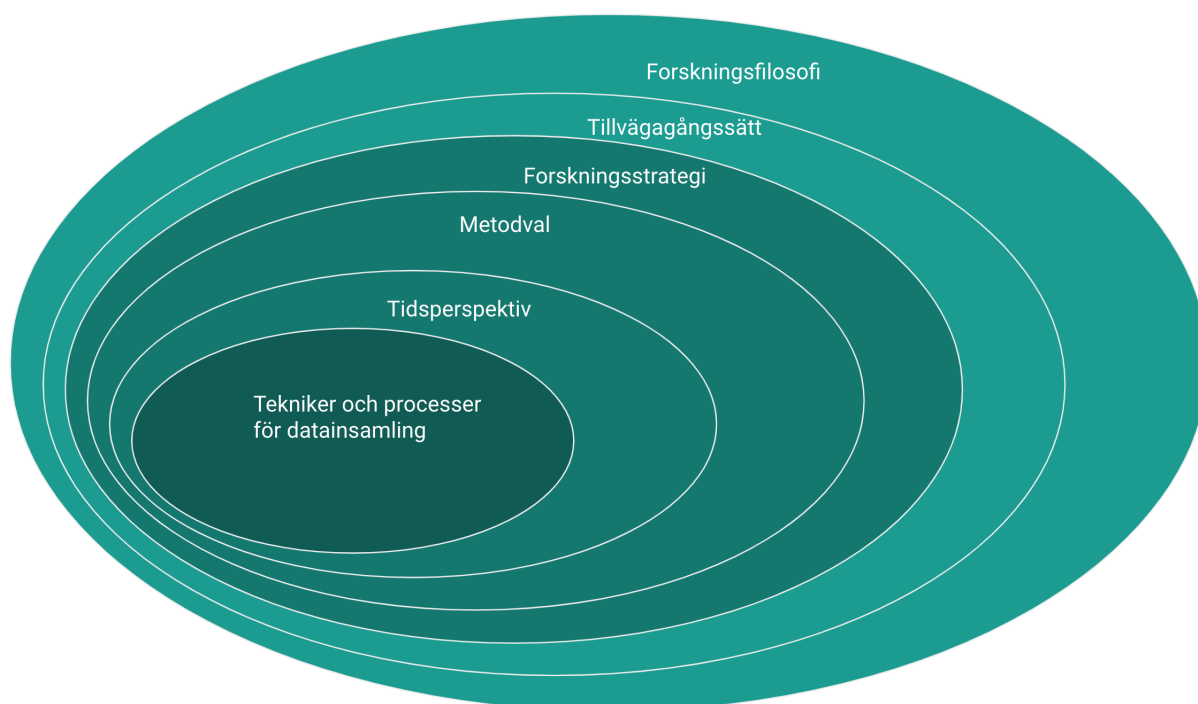 Forskningsfilosofi
Tillvägagångssätt
Forskningsstrategi
Metodval
Tidsperspektiv
Tekniker och processer
för datainsamling